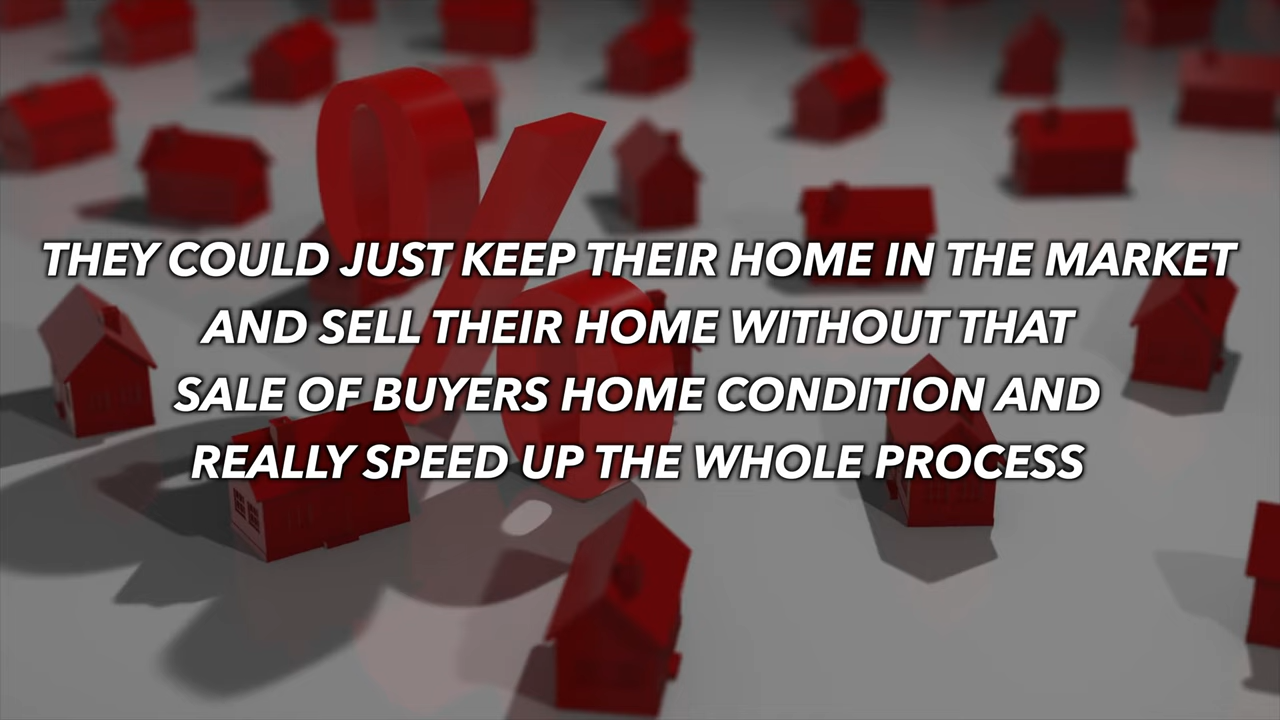 THEY COULD JUST KEEP THEIR HOME IN THE MARKET
AND SELL THEIR HOME WITHOUT THAT
SALE OF BUYERS HOME CONDITION AND
REALLY SPEED UP THE WHOLE PROCESS